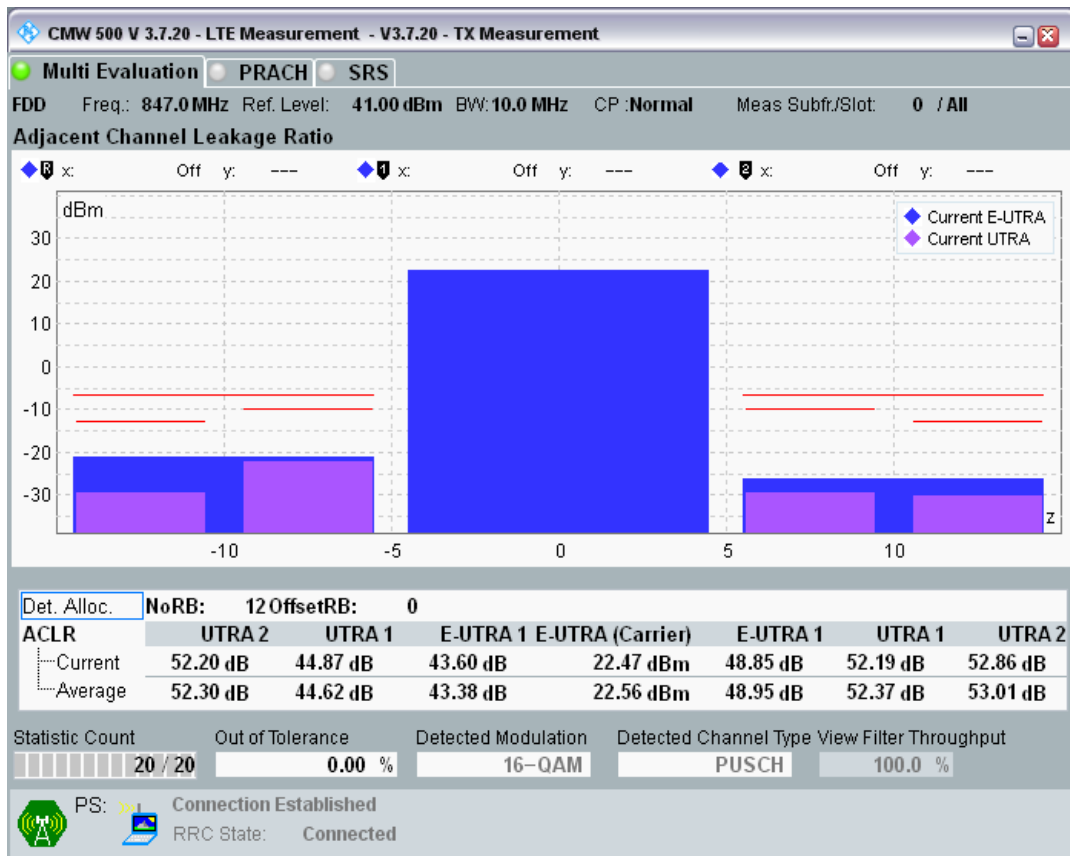 CMW 500 V 3.7.20 - LTE Measurement - V3.7.20 - TX Measurement
Multi Evaluation PRACH SRS
FDD Freq.: 847.0 MHz Ref. Level: 41.00 dBm BW: 10.0 MHz CP :Normal Meas Subfr./Slot: 0 / All
Adjacent Channel Leakage Ratio
R x: Off y: --- 1 x: Off y: --- 2 x: Off y: ---
dBm
Current E-UTRA
Current UTRA
30
20
10
0
-10
-20
-30
z
-10 -5 0 5 10
Det. Alloc. NoRB: 12 OffsetRB: 0
ACLR UTRA 2 UTRA 1 E-UTRA 1 E-UTRA (Carrier) E-UTRA 1 UTRA 1 UTRA 2
Current 52.20 dB 44.87 dB 43.60 dB 22.47 dBm 48.85 dB 52.19 dB 52.86 dB
Average 52.30 dB 44.62 dB 43.38 dB 22.56 dBm 48.95 dB 52.37 dB 53.01 dB
Statistic Count Out of Tolerance Detected Modulation Detected Channel Type View Filter Throughput
20 / 20 0.00 % 16-QAM PUSCH 100.0 %
PS: Connection Established
RRC State: Connected